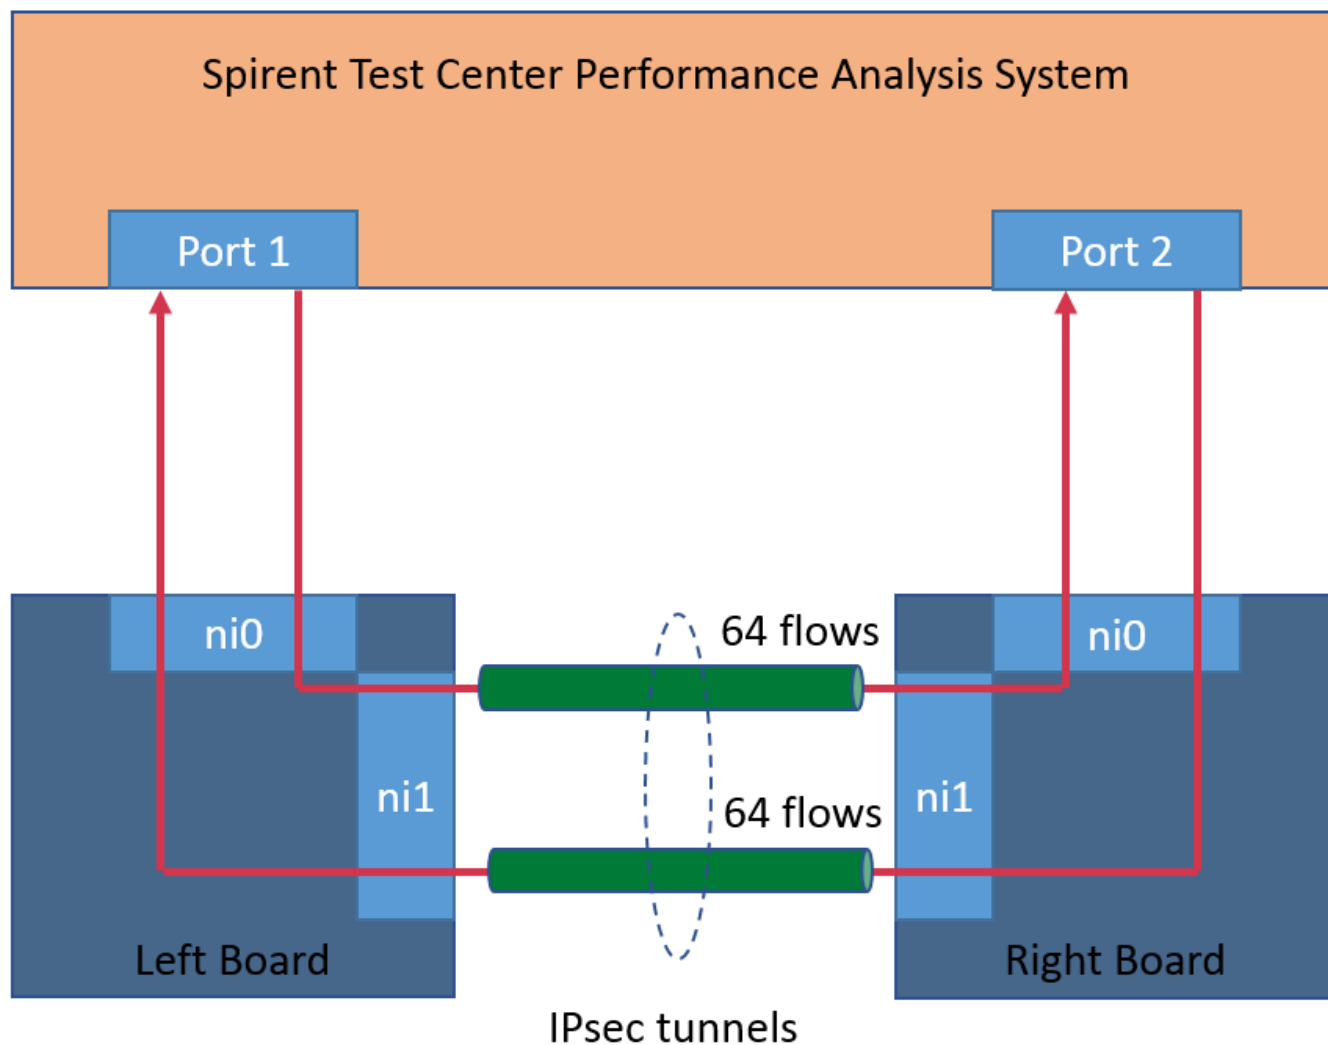 Spirent Test Center Performance Analysis System
Port 1
Port 2
ni0
64 flows
ni0
ni1
64 flows
ni1
Left Board
Right Board
IPsec tunnels